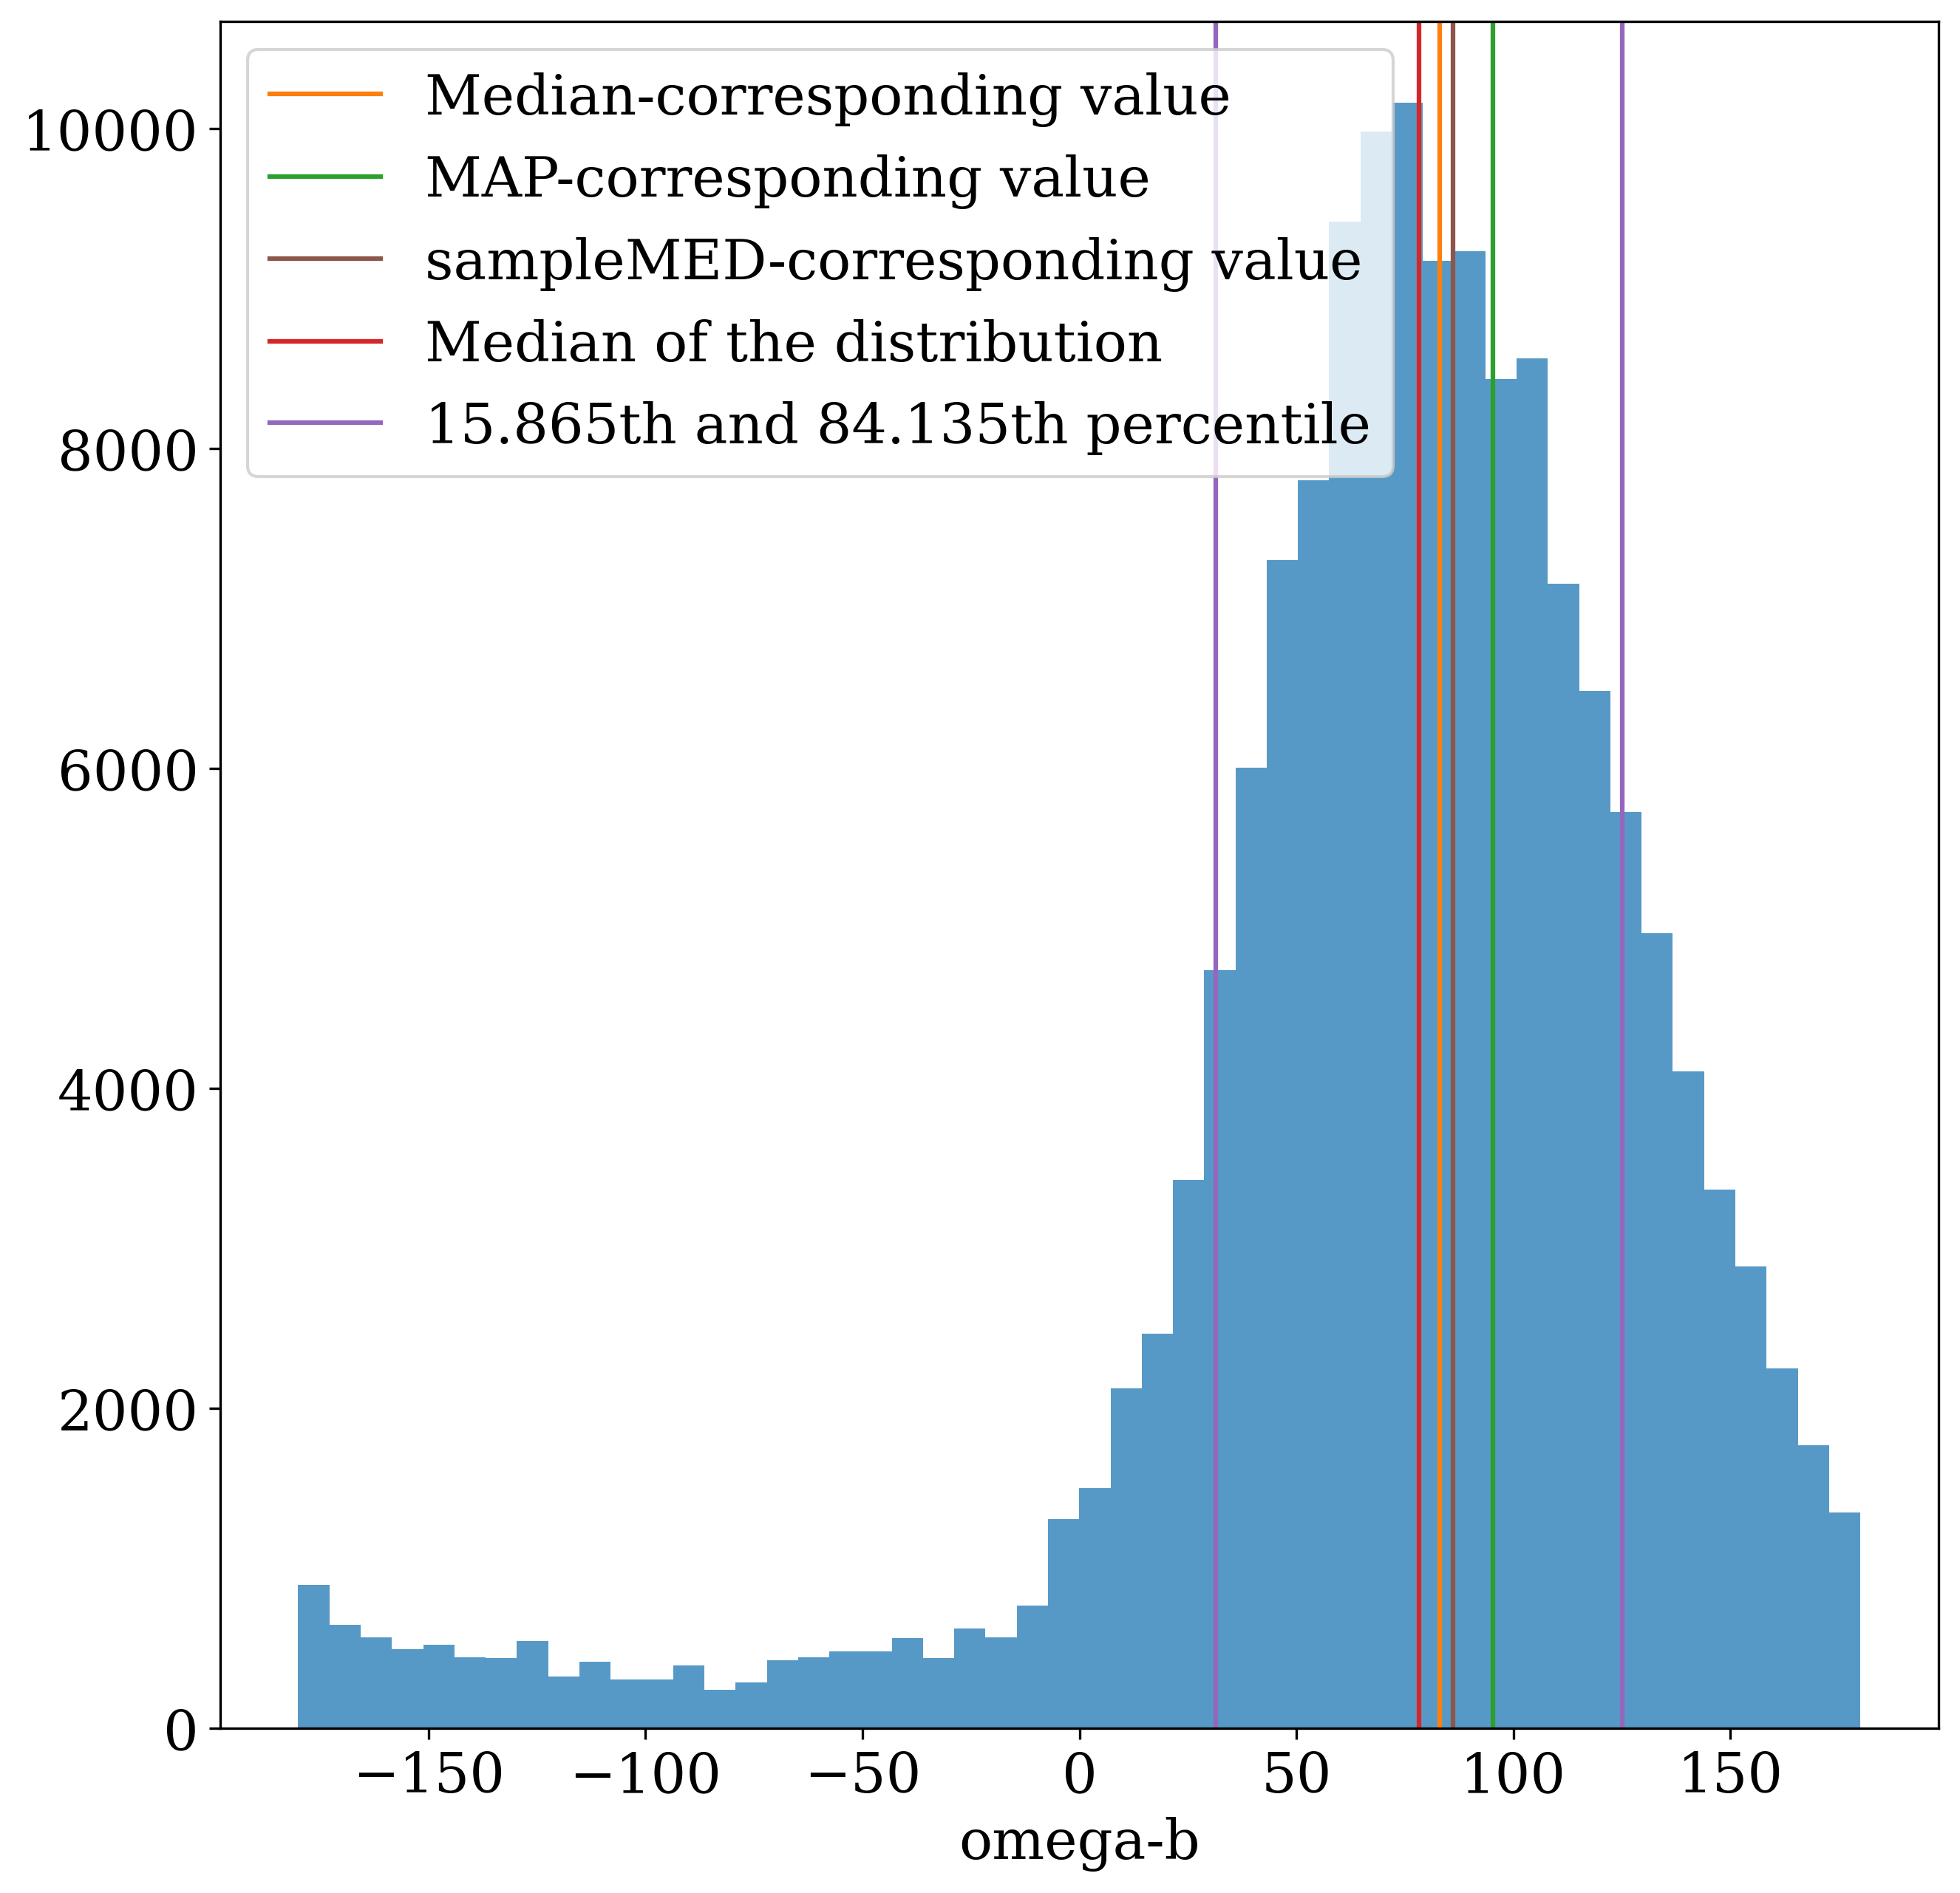 Median-corresponding value
MAP-corresponding value
sampleMED-corresponding value
Median of the distribution
15.865th and 84.135th percentile
10000
8000
6000
4000
2000
0
−150 −100 −50 0 50 100 150
omega-b